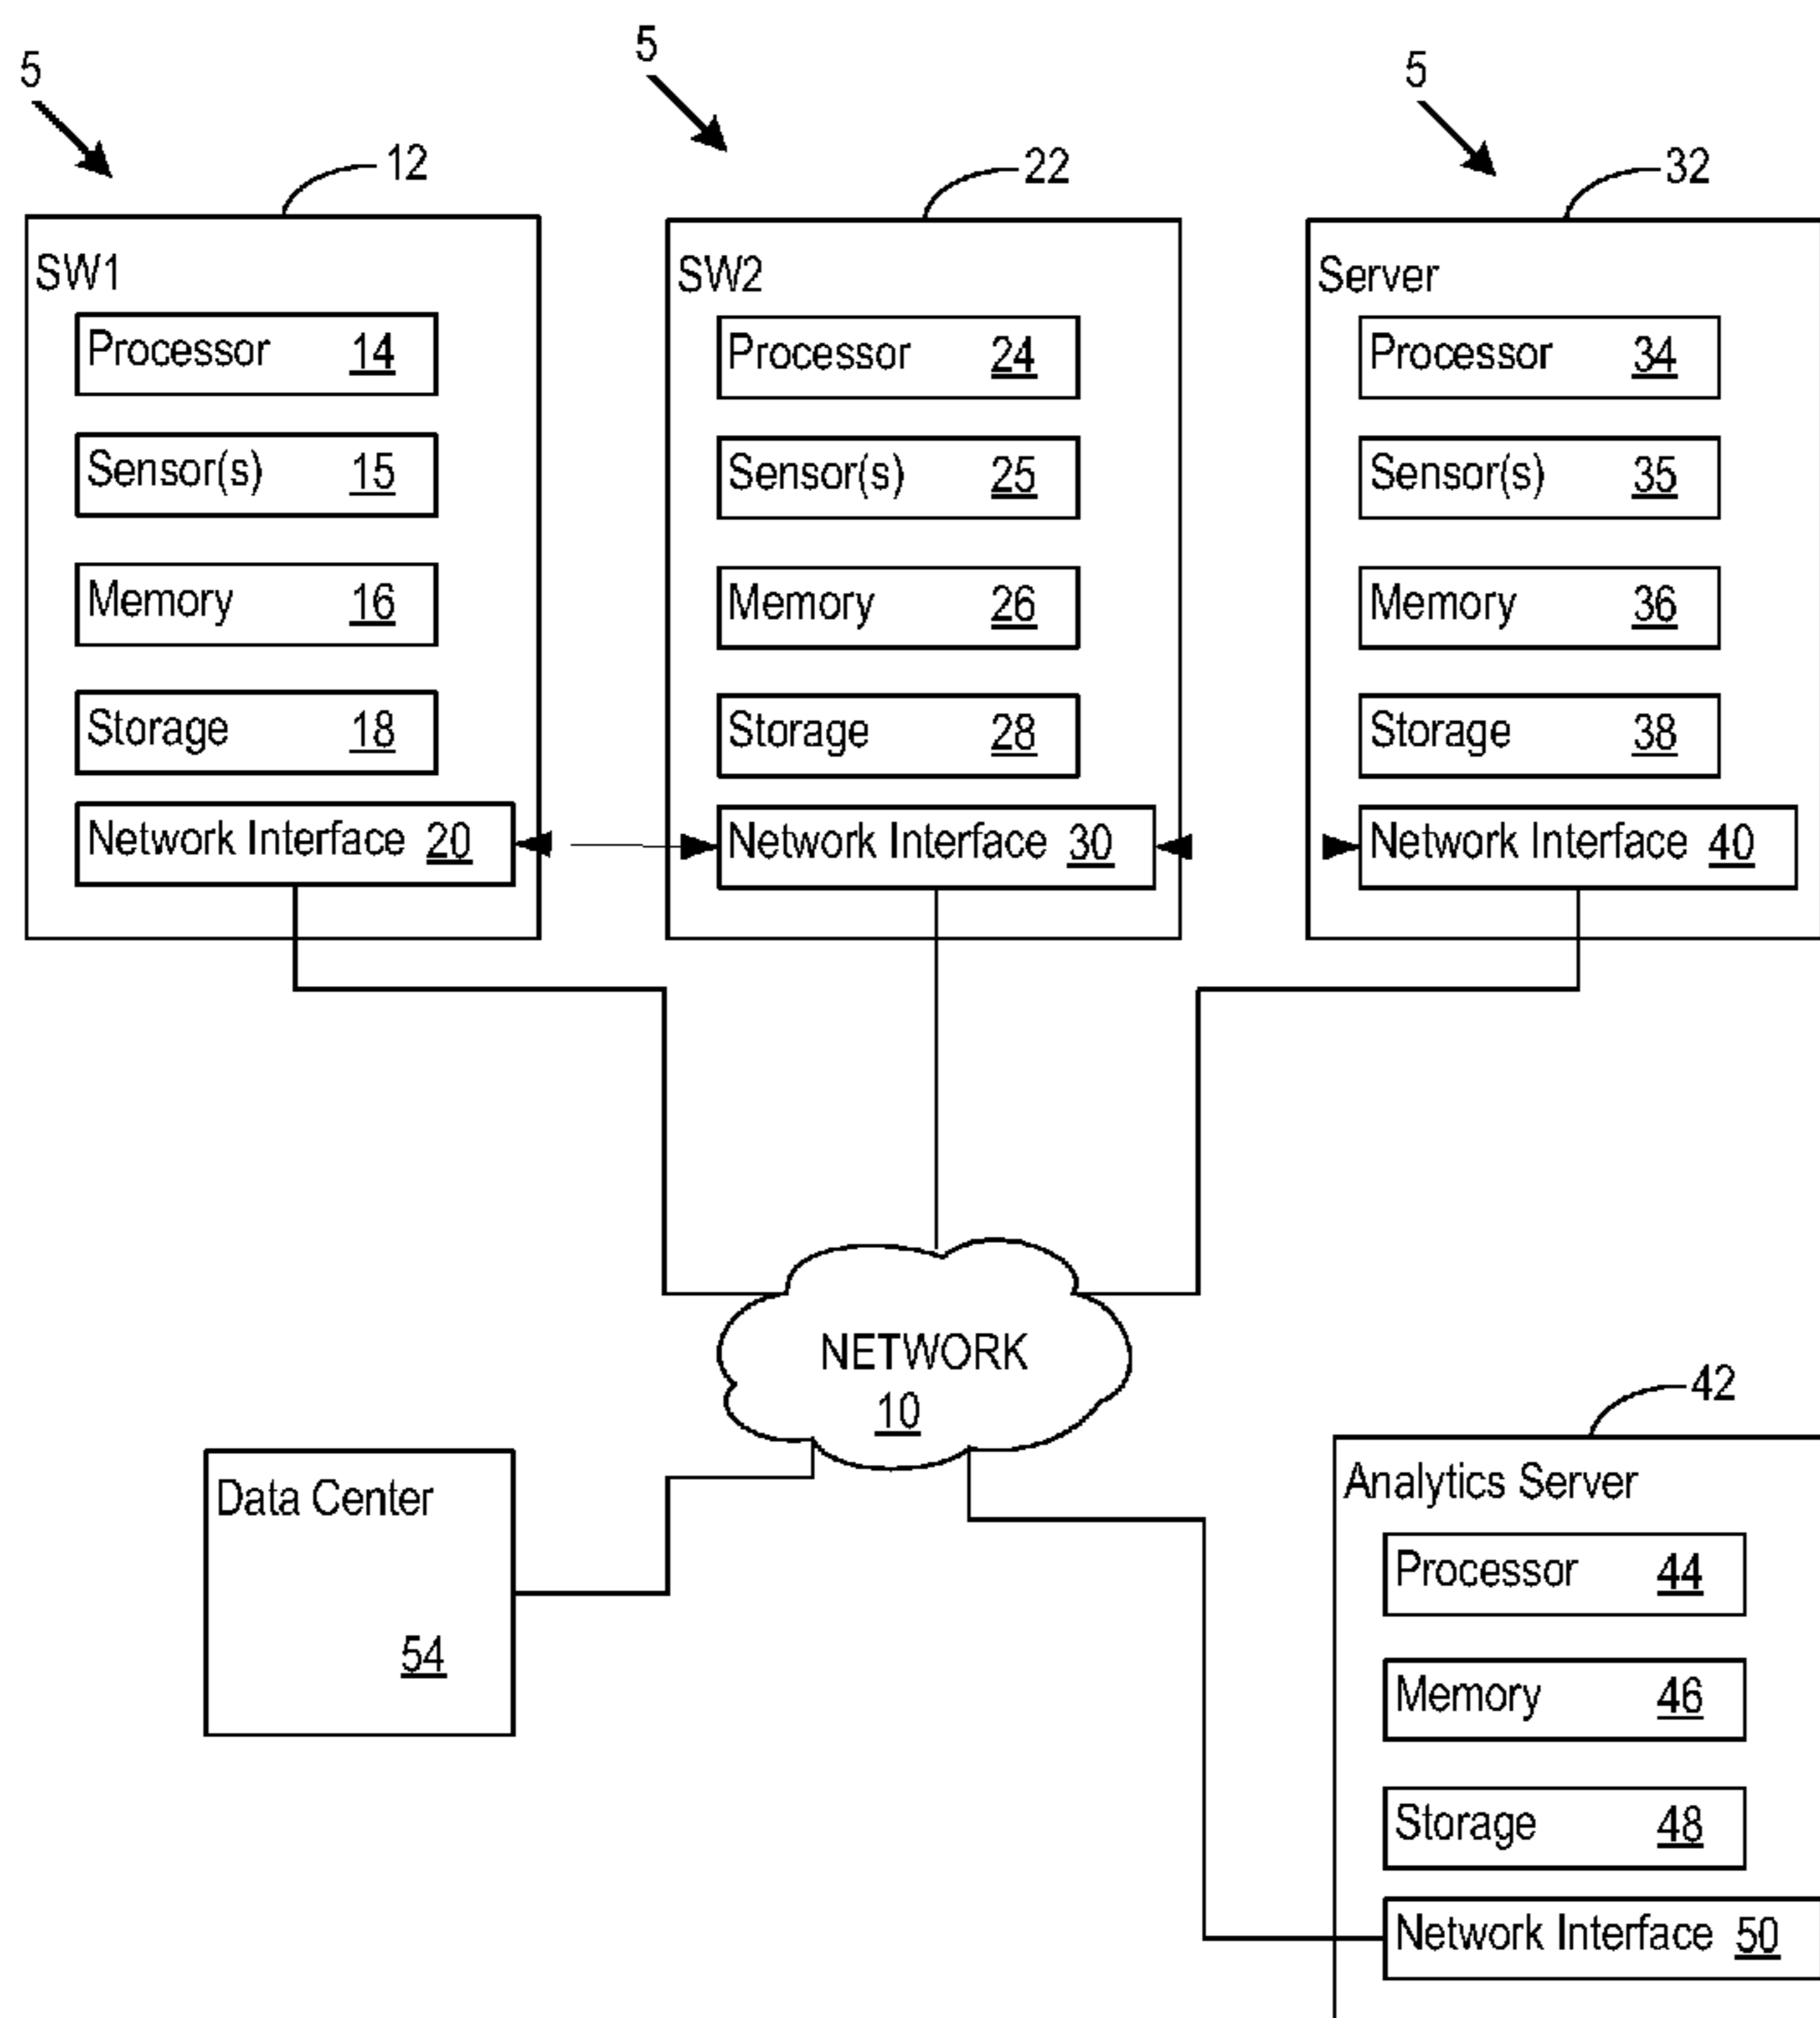 5
5
5
12
22
32
SW1
Processor 14
Sensor(s) 15
Memory 16
Storage 18
Network Interface 20
SW2
Processor 24
Sensor(s) 25
Memory 26
Storage 28
Network Interface 30
Server
Processor 34
Sensor(s) 35
Memory 36
Storage 38
Network Interface 40
NETWORK
10
Data Center
54
42
Analytics Server
Processor 44
Memory 46
Storage 48
Network Interface 50